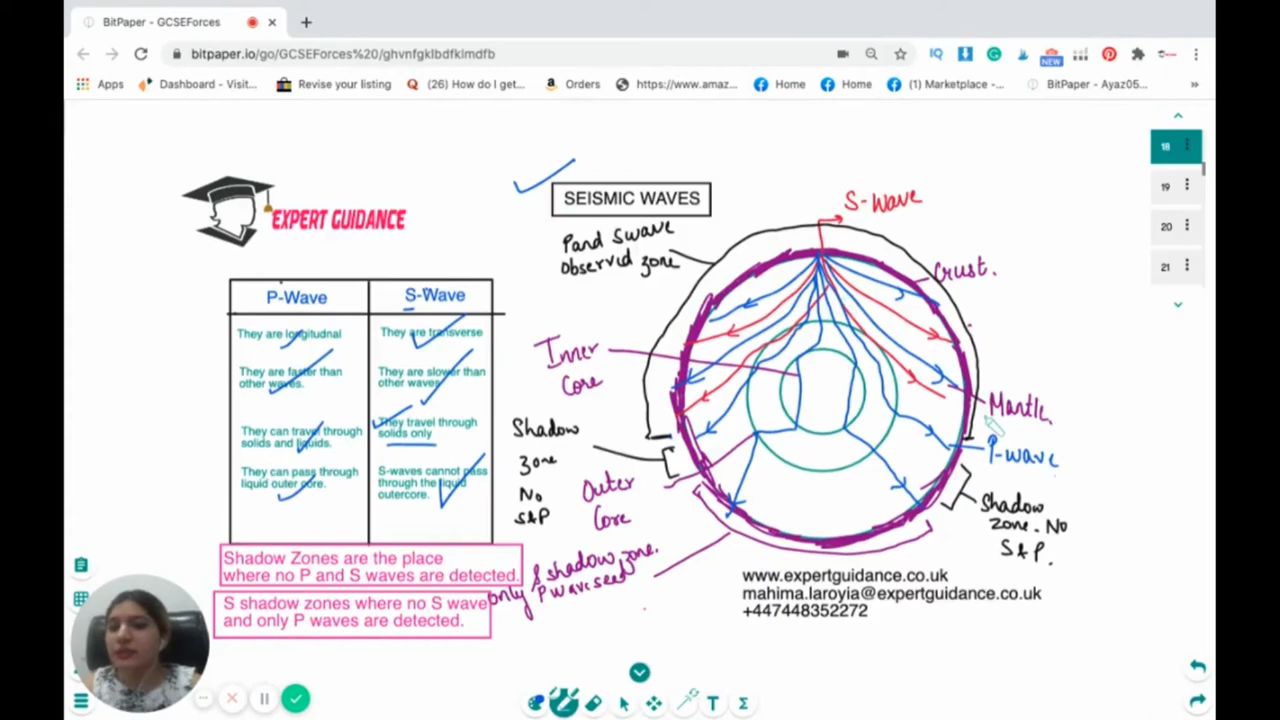 BitPaper - GCSEForces
bitpaper.io/go/GCSEForces%20/ghvnfgklbdfklmdfb
Apps
Dashboard - Visit...
Revise your listing
(26) How do I get...
Orders
https://www.amaz...
Home
Home
(1) Marketplace -...
BitPaper - Ayaz05...
NEW
18
19
20
21
EXPERT GUIDANCE
SEISMIC WAVES
S-Wave
P and S wave
Observed zone
Crust.
P-Wave
S-Wave
They are longitudnal
They are transverse
They are faster than
other waves.
They are slower than
other waves
They can travel through
solids and liquids.
They travel through
solids only
They can pass through
liquid outer core.
S-waves cannot pass
through the liquid
outercore.
Inner
Core
Mantle
P-wave
Shadow
zone
No
S&P
Outer
Core
Shadow
zone. No
S & P.
S shadow zone.
only P wave seen
Shadow Zones are the place
where no P and S waves are detected.
S shadow zones where no S wave
and only P waves are detected.
www.expertguidance.co.uk
mahima.laroyia@expertguidance.co.uk
+447448352272